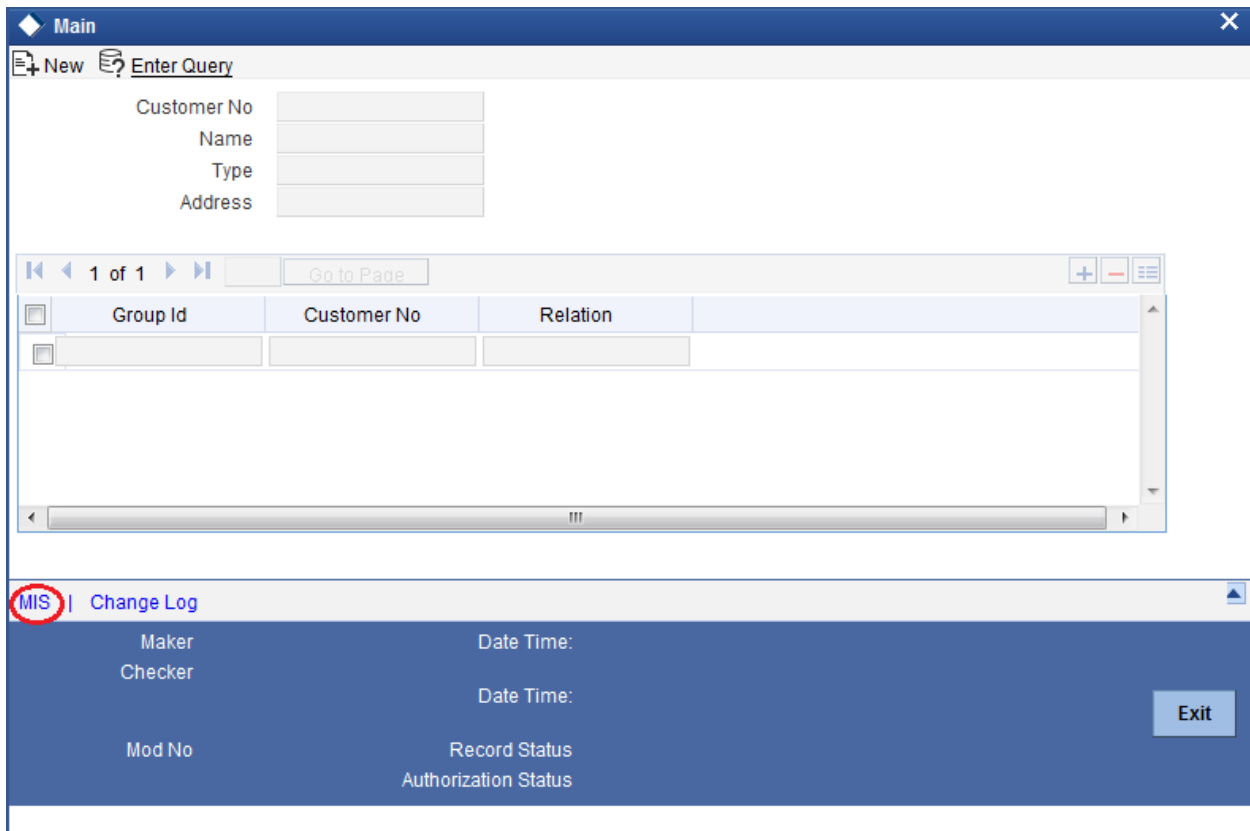 Main
New Enter Query
Customer No
Name
Type
Address
1 of 1 Go to Page
Group Id Customer No Relation
MIS | Change Log
Maker Date Time:
Checker
Date Time:
Exit
Mod No Record Status
Authorization Status